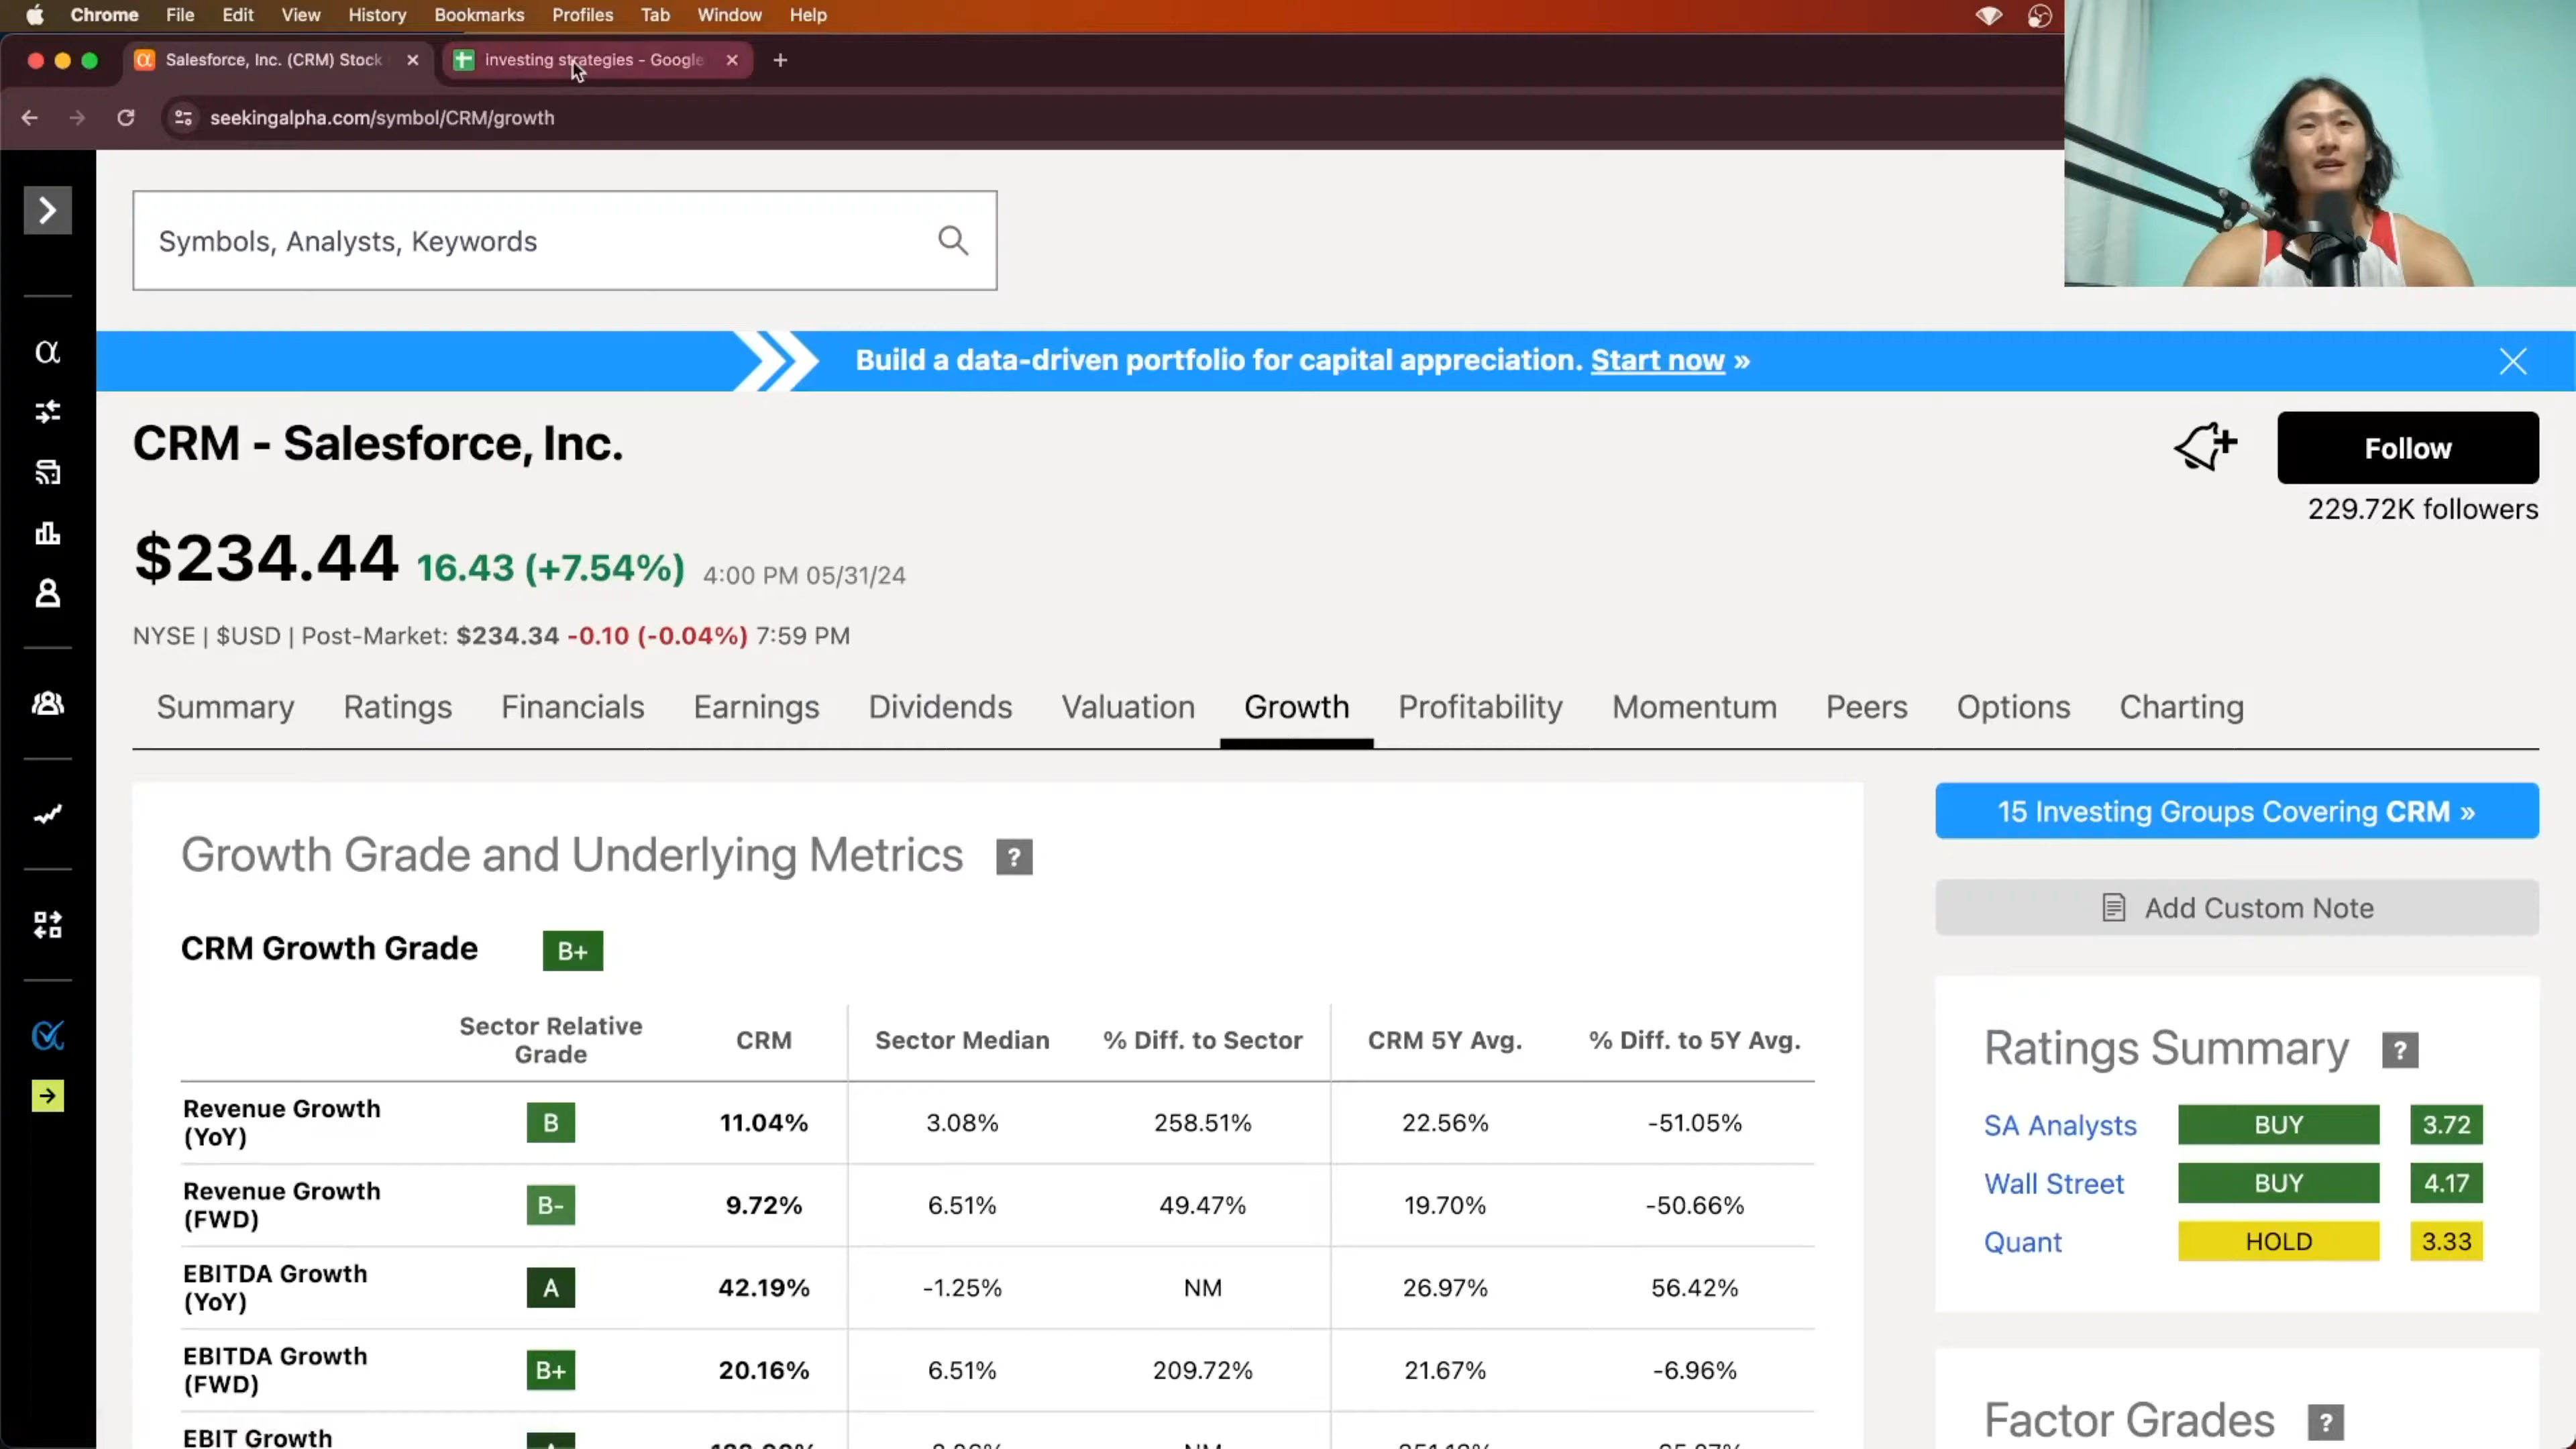 Chrome File Edit View History Bookmarks Profiles Tab Window Help
Salesforce, Inc. (CRM) Stock
investing strategies - Google
seekingalpha.com/symbol/CRM/growth
Symbols, Analysts, Keywords
Build a data-driven portfolio for capital appreciation. Start now »
CRM - Salesforce, Inc.
Follow
229.72K followers
$234.44 16.43 (+7.54%) 4:00 PM 05/31/24
NYSE | $USD | Post-Market: $234.34 -0.10 (-0.04%) 7:59 PM
Summary Ratings Financials Earnings Dividends Valuation Growth Profitability Momentum Peers Options Charting
Growth Grade and Underlying Metrics ?
CRM Growth Grade B+
Sector Relative Grade CRM Sector Median % Diff. to Sector CRM 5Y Avg. % Diff. to 5Y Avg.
Revenue Growth (YoY) B 11.04% 3.08% 258.51% 22.56% -51.05%
Revenue Growth (FWD) B- 9.72% 6.51% 49.47% 19.70% -50.66%
EBITDA Growth (YoY) A 42.19% -1.25% NM 26.97% 56.42%
EBITDA Growth (FWD) B+ 20.16% 6.51% 209.72% 21.67% -6.96%
EBIT Growth
15 Investing Groups Covering CRM »
Add Custom Note
Ratings Summary ?
SA Analysts BUY 3.72
Wall Street BUY 4.17
Quant HOLD 3.33
Factor Grades ?